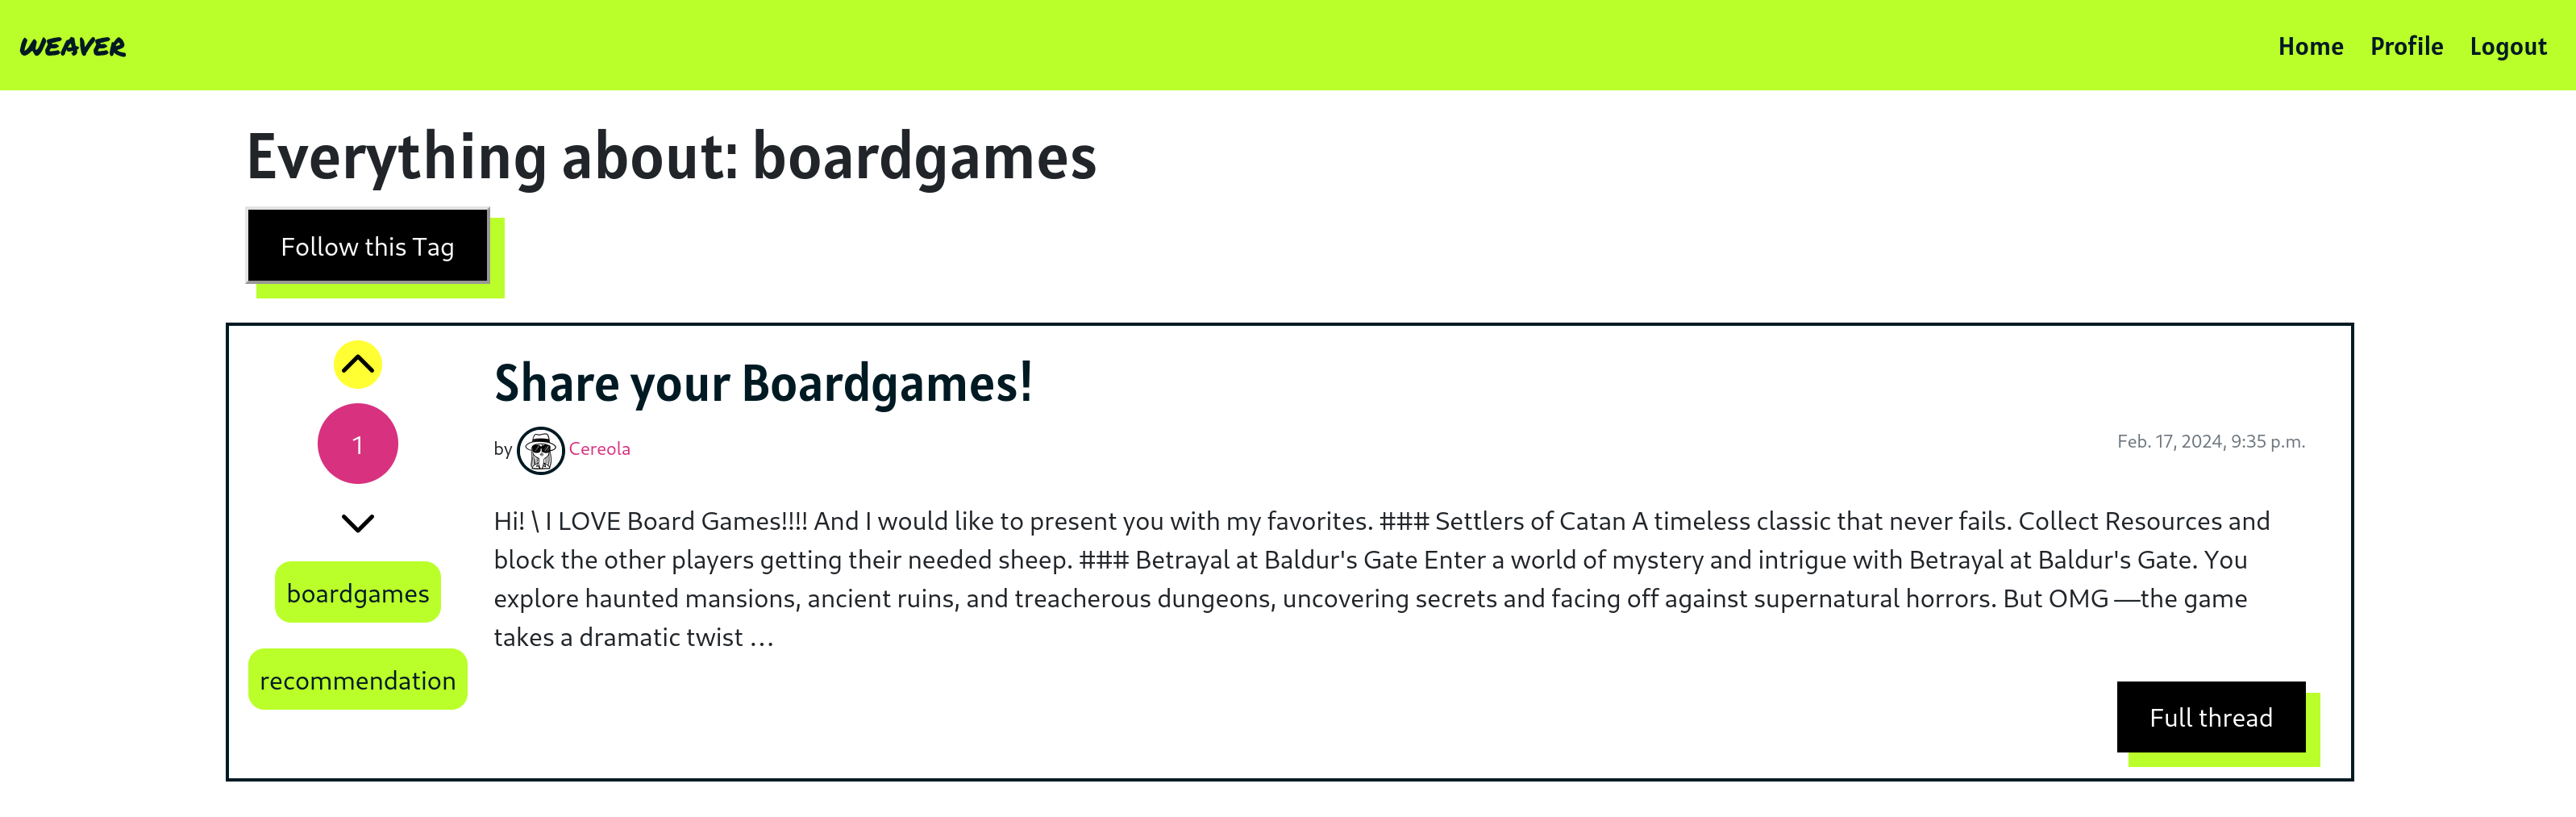 WEAVER
Home Profile Logout
Everything about: boardgames
Follow this Tag
Share your Boardgames!
1
by Cereola
Feb. 17, 2024, 9:35 p.m.
Hi! \ I LOVE Board Games!!!! And I would like to present you with my favorites. ### Settlers of Catan A timeless classic that never fails. Collect Resources and
block the other players getting their needed sheep. ### Betrayal at Baldur's Gate Enter a world of mystery and intrigue with Betrayal at Baldur's Gate. You
explore haunted mansions, ancient ruins, and treacherous dungeons, uncovering secrets and facing off against supernatural horrors. But OMG —the game
takes a dramatic twist …
boardgames
recommendation
Full thread